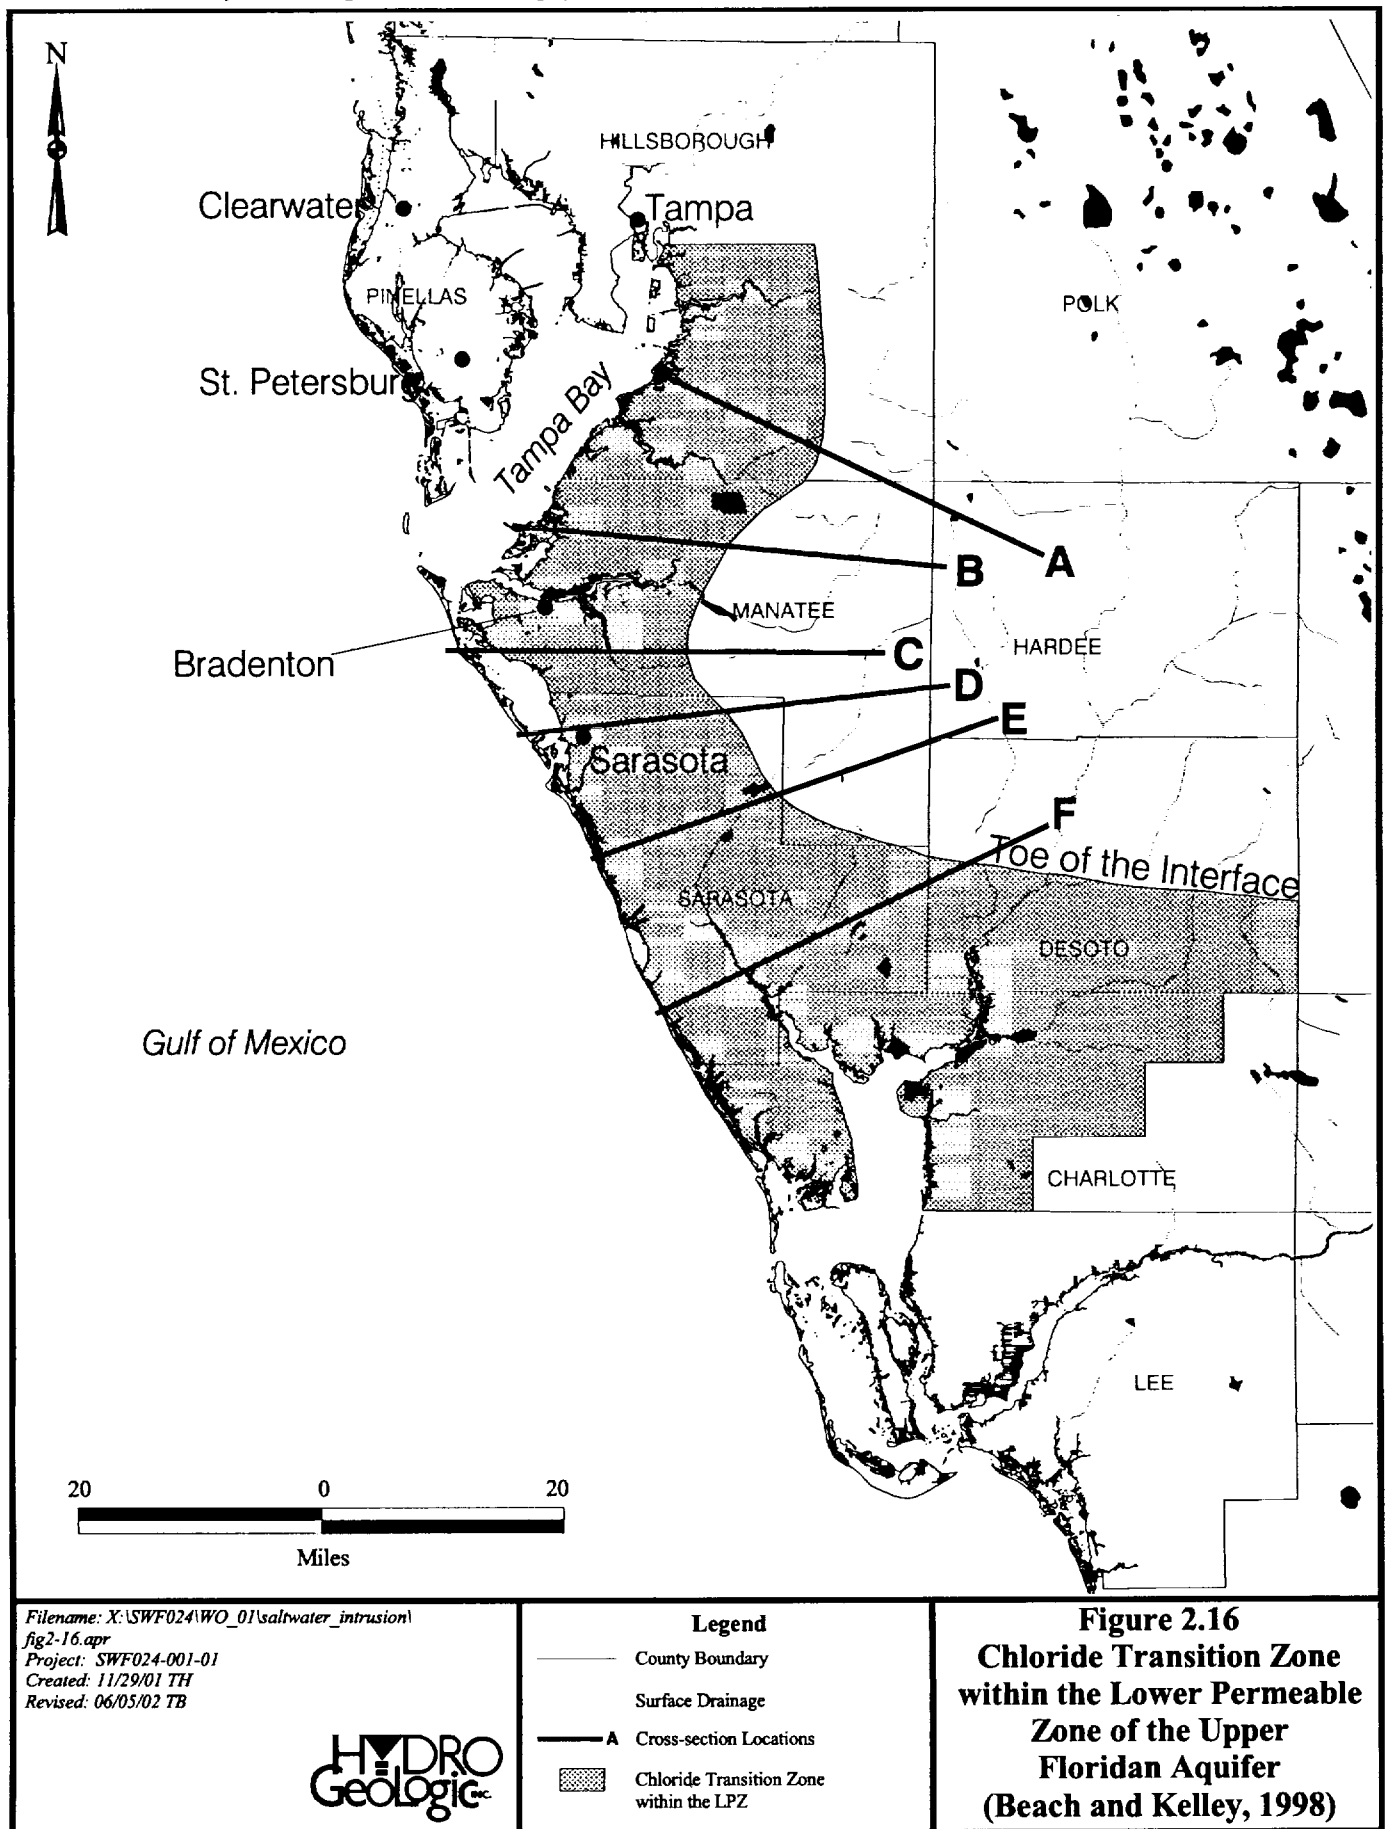 N
HILLSBOROUGH
Clearwater
Tampa
PINELLAS
POLK
St. Petersburg
Tampa Bay
A
B
MANATEE
HARDEE
Bradenton
C
D
E
Sarasota
F
Toe of the Interface
SARASOTA
DESOTO
Gulf of Mexico
CHARLOTTE
LEE
20 0 20
Miles
Filename: X:\SWF024\WO_01\saltwater_intrusion\
fig2-16.apr
Project: SWF024-001-01
Created: 11/29/01 TH
Revised: 06/05/02 TB
HYDRO
GeoLogic INC.
Legend
County Boundary
Surface Drainage
A Cross-section Locations
Chloride Transition Zone
within the LPZ
Figure 2.16
Chloride Transition Zone
within the Lower Permeable
Zone of the Upper
Floridan Aquifer
(Beach and Kelley, 1998)